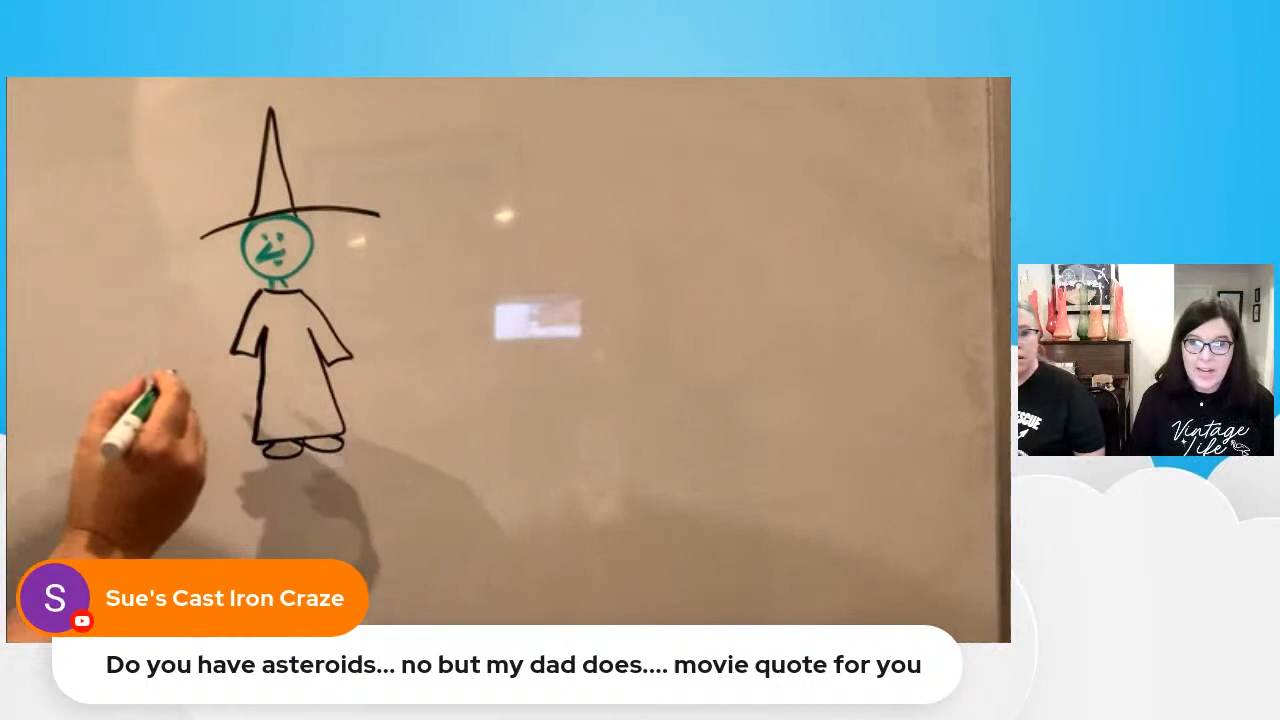 ESCUE
Vintage
Life
S
Sue's Cast Iron Craze
Do you have asteroids... no but my dad does.... movie quote for you